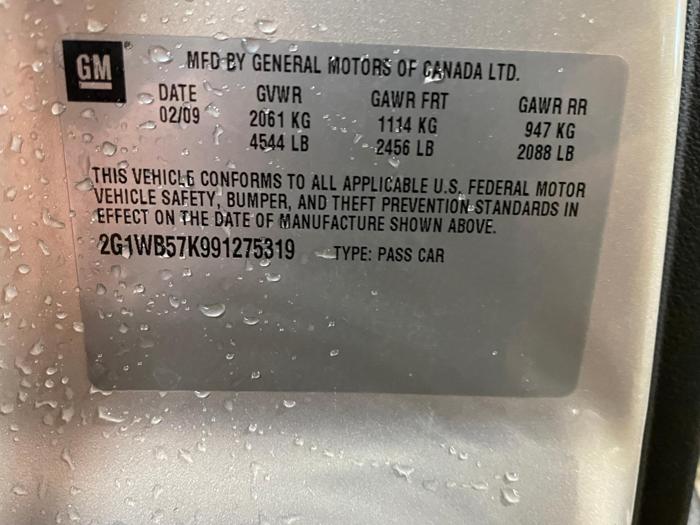 GM
MFD BY GENERAL MOTORS OF CANADA LTD.
DATE GVWR GAWR FRT GAWR RR
02/09 2061 KG 1114 KG 947 KG
4544 LB 2456 LB 2088 LB
THIS VEHICLE CONFORMS TO ALL APPLICABLE U.S. FEDERAL MOTOR
VEHICLE SAFETY, BUMPER, AND THEFT PREVENTION STANDARDS IN
EFFECT ON THE DATE OF MANUFACTURE SHOWN ABOVE.
2G1WB57K991275319 TYPE: PASS CAR